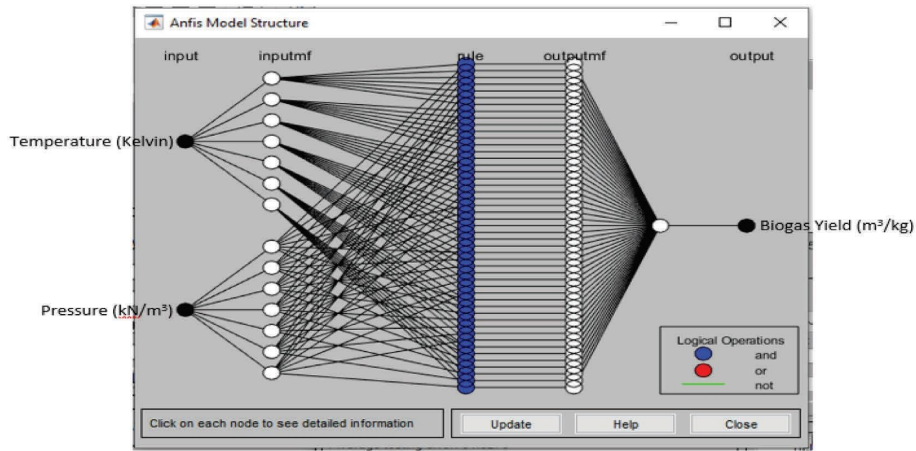 Anfis Model Structure
input inputmf rule outputmf output
Temperature (Kelvin)
Biogas Yield (m³/kg)
Pressure (kN/m³)
Logical Operations
and
or
not
Click on each node to see detailed information
Update Help Close